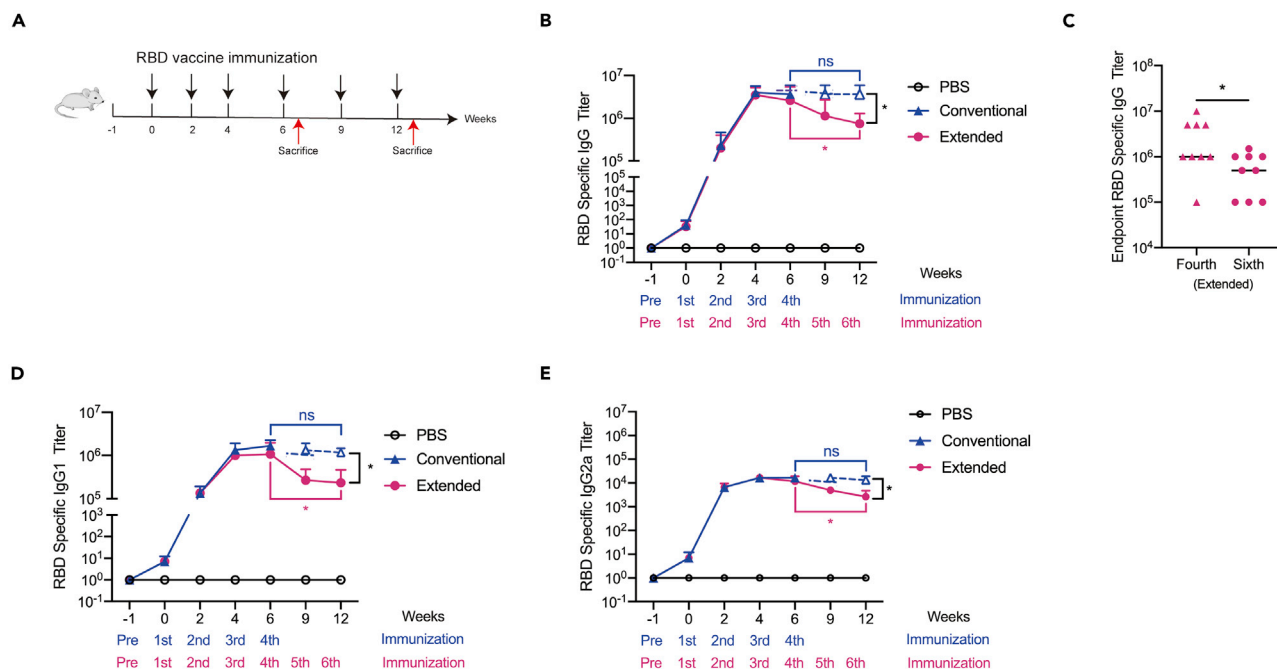 A
RBD vaccine immunization
-1 0 2 4 6 9 12 Weeks
Sacrifice Sacrifice
B
RBD Specific IgG Titer
10^7
10^6
10^5
10^5
10^4
10^3
10^2
10^1
10^0
10^-1
ns
*
*
PBS
Conventional
Extended
-1 0 2 4 6 9 12 Weeks
Pre 1st 2nd 3rd 4th Immunization
Pre 1st 2nd 3rd 4th 5th 6th Immunization
C
Endpoint RBD Specific IgG Titer
10^8
10^7
10^6
10^5
10^4
*
Fourth Sixth
(Extended)
D
RBD Specific IgG1 Titer
10^7
10^6
10^5
10^3
10^2
10^1
10^0
10^-1
ns
*
*
PBS
Conventional
Extended
-1 0 2 4 6 9 12 Weeks
Pre 1st 2nd 3rd 4th Immunization
Pre 1st 2nd 3rd 4th 5th 6th Immunization
E
RBD Specific IgG2a Titer
10^7
10^6
10^5
10^4
10^3
10^2
10^1
10^0
10^-1
ns
*
*
PBS
Conventional
Extended
-1 0 2 4 6 9 12 Weeks
Pre 1st 2nd 3rd 4th Immunization
Pre 1st 2nd 3rd 4th 5th 6th Immunization